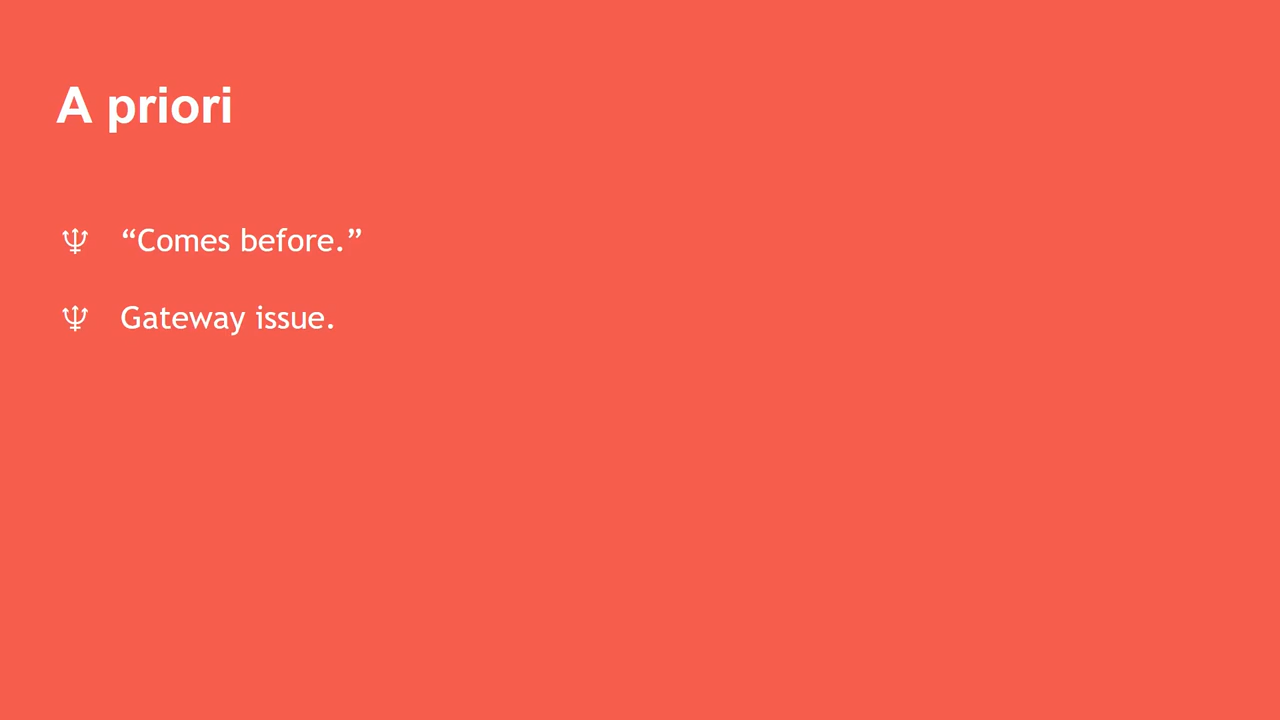 A priori
♆ “Comes before.”
♆ Gateway issue.